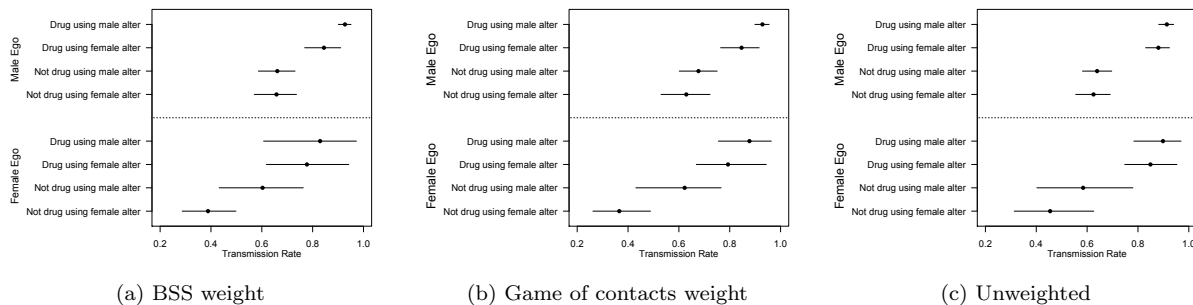 Male Ego
Female Ego
Drug using male alter
Drug using female alter
Not drug using male alter
Not drug using female alter
Drug using male alter
Drug using female alter
Not drug using male alter
Not drug using female alter
0.2 0.4 0.6 0.8 1.0
Transmission Rate
(a) BSS weight
Male Ego
Female Ego
Drug using male alter
Drug using female alter
Not drug using male alter
Not drug using female alter
Drug using male alter
Drug using female alter
Not drug using male alter
Not drug using female alter
0.2 0.4 0.6 0.8 1.0
Transmission Rate
(b) Game of contacts weight
Male Ego
Female Ego
Drug using male alter
Drug using female alter
Not drug using male alter
Not drug using female alter
Drug using male alter
Drug using female alter
Not drug using male alter
Not drug using female alter
0.2 0.4 0.6 0.8 1.0
Transmission Rate
(c) Unweighted